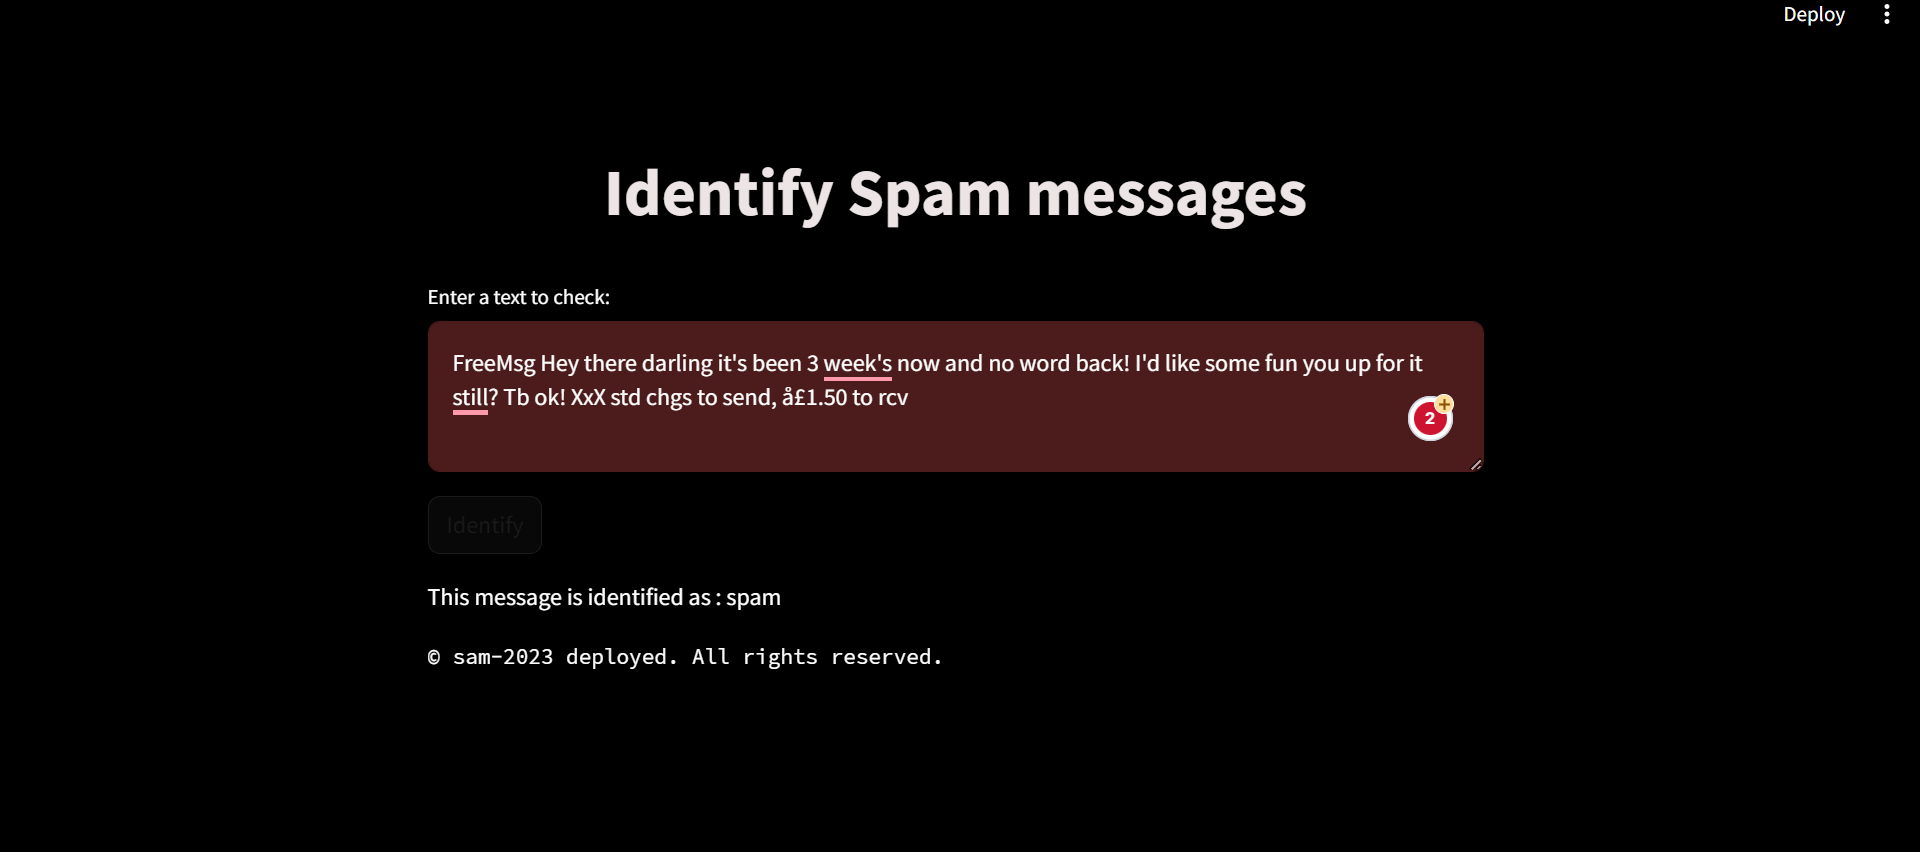 Deploy
Identify Spam messages
Enter a text to check:
FreeMsg Hey there darling it's been 3 week's now and no word back! I'd like some fun you up for it
still? Tb ok! XxX std chgs to send, å£1.50 to rcv
2
Identify
This message is identified as : spam
© sam-2023 deployed. All rights reserved.